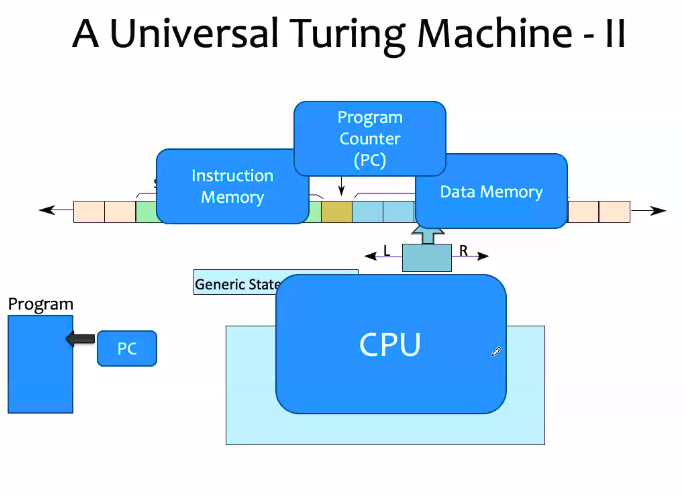 A Universal Turing Machine - II
Program
Counter
(PC)
Instruction
Memory
Data Memory
L
R
Generic State
CPU
Program
PC